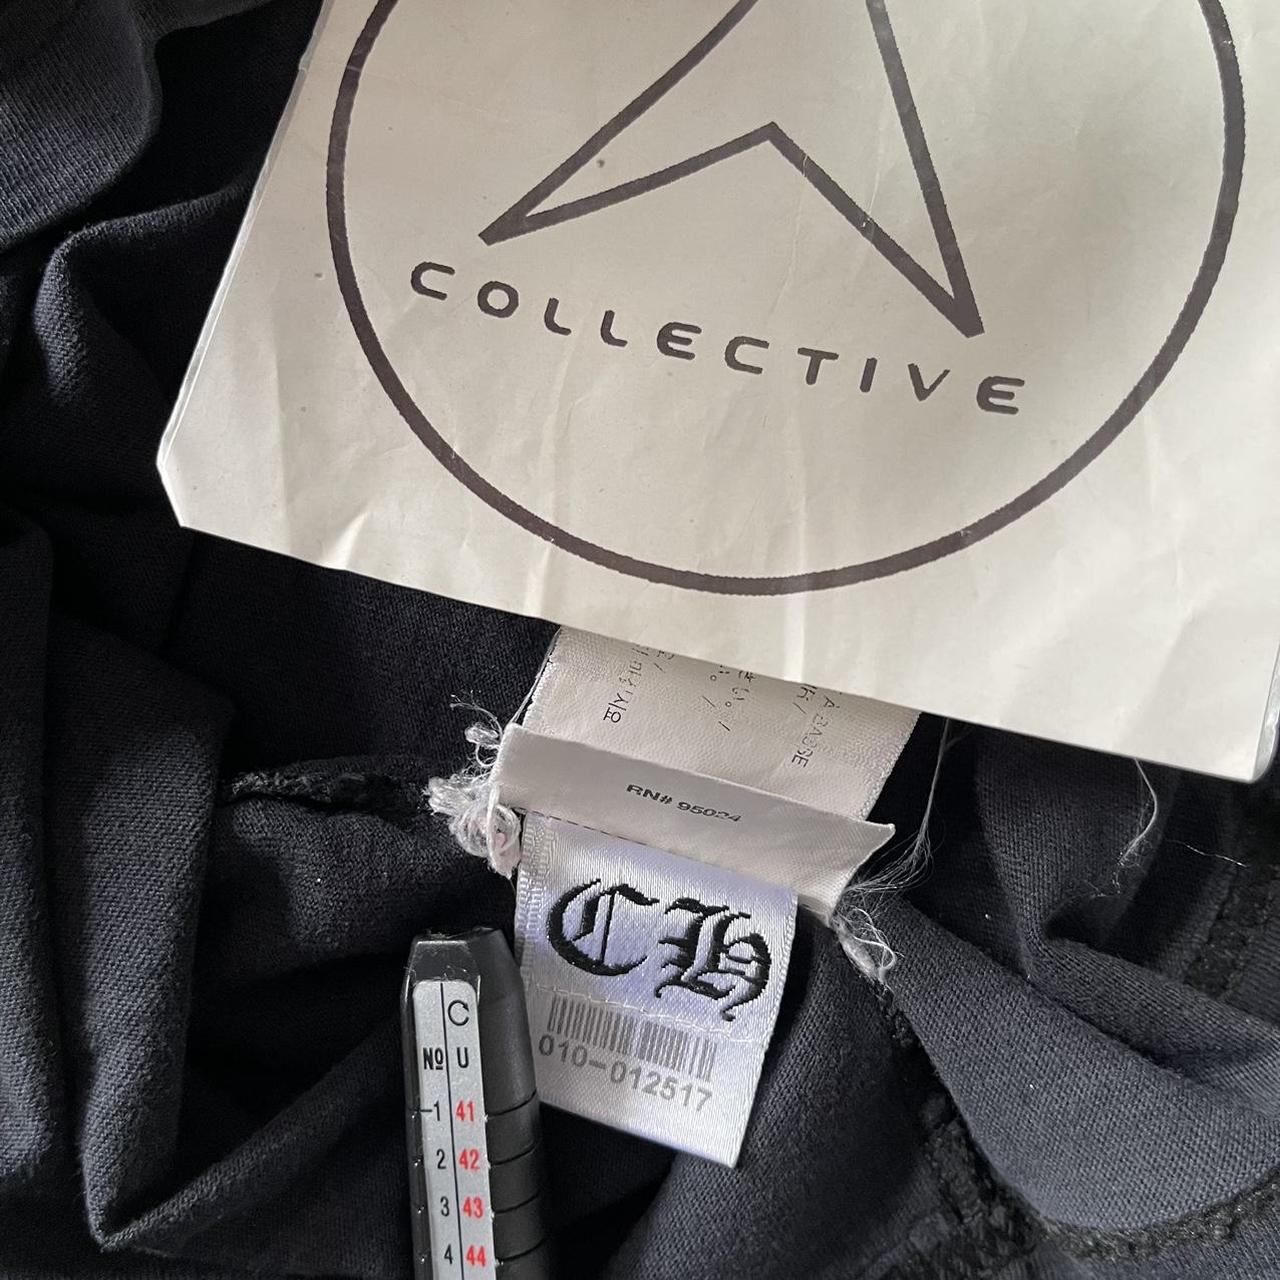 COLLECTIVE
RN# 95024
CH
010-012517
C
Nº U
1 41
2 42
3 43
4 44